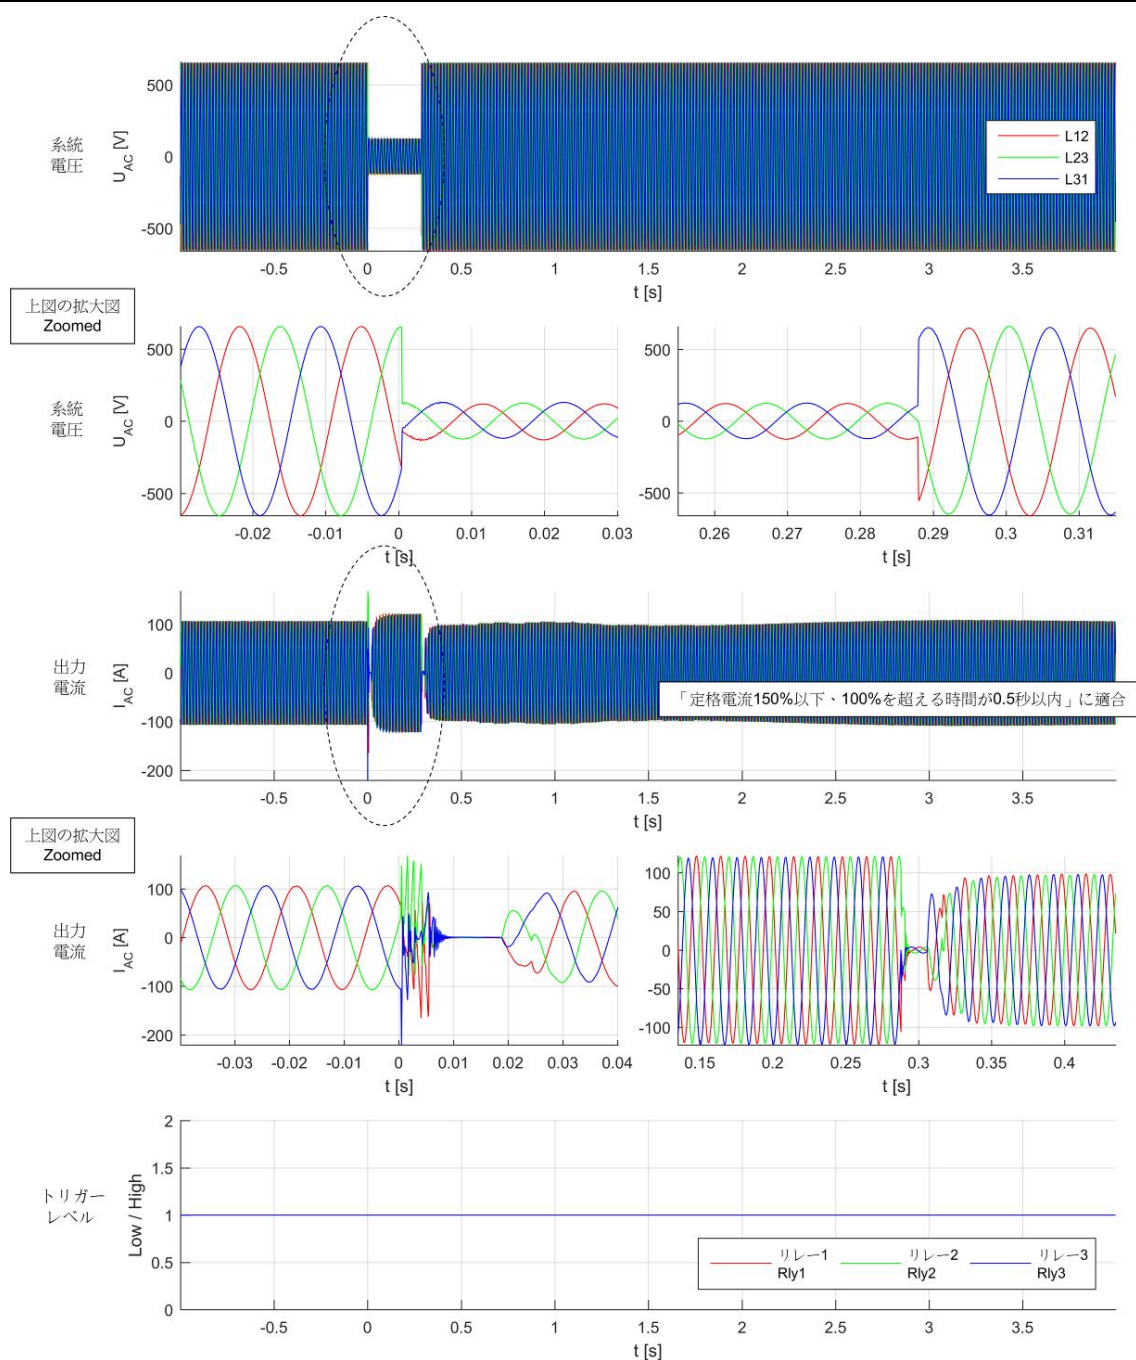 系統
電圧
U_AC [V]
500
0
-500
L12
L23
L31
-0.5 0 0.5 1 1.5 2 2.5 3 3.5
t [s]
上図の拡大図
Zoomed
系統
電圧
U_AC [V]
500
0
-500
-0.02 -0.01 0 0.01 0.02 0.03
t [s]
500
0
-500
0.26 0.27 0.28 0.29 0.3 0.31
t [s]
出力
電流
I_AC [A]
100
0
-100
-200
「定格電流150%以下、100%を超える時間が0.5秒以内」に適合
-0.5 0 0.5 1 1.5 2 2.5 3 3.5
t [s]
上図の拡大図
Zoomed
出力
電流
I_AC [A]
100
0
-100
-200
-0.03 -0.02 -0.01 0 0.01 0.02 0.03 0.04
t [s]
100
50
0
-50
-100
0.15 0.2 0.25 0.3 0.35 0.4
t [s]
トリガー
レベル
Low / High
2
1.5
1
0.5
0
リレー1 リレー2 リレー3
Rly1 Rly2 Rly3
-0.5 0 0.5 1 1.5 2 2.5 3 3.5
t [s]